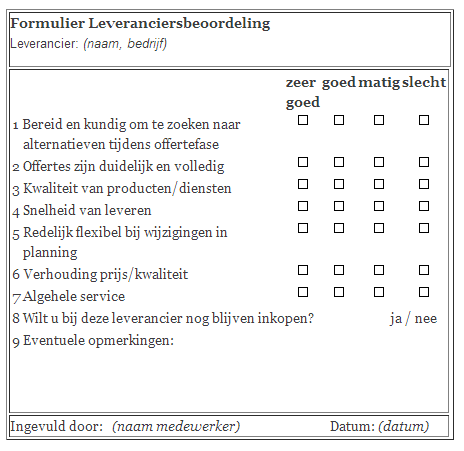 Formulier Leveranciersbeoordeling
Leverancier: (naam, bedrijf)
zeer goed matig slecht
goed
1 Bereid en kundig om te zoeken naar
alternatieven tijdens offertefase
2 Offertes zijn duidelijk en volledig
3 Kwaliteit van producten/diensten
4 Snelheid van leveren
5 Redelijk flexibel bij wijzigingen in
planning
6 Verhouding prijs/kwaliteit
7 Algehele service
8 Wilt u bij deze leverancier nog blijven inkopen? ja / nee
9 Eventuele opmerkingen:
Ingevuld door: (naam medewerker) Datum: (datum)